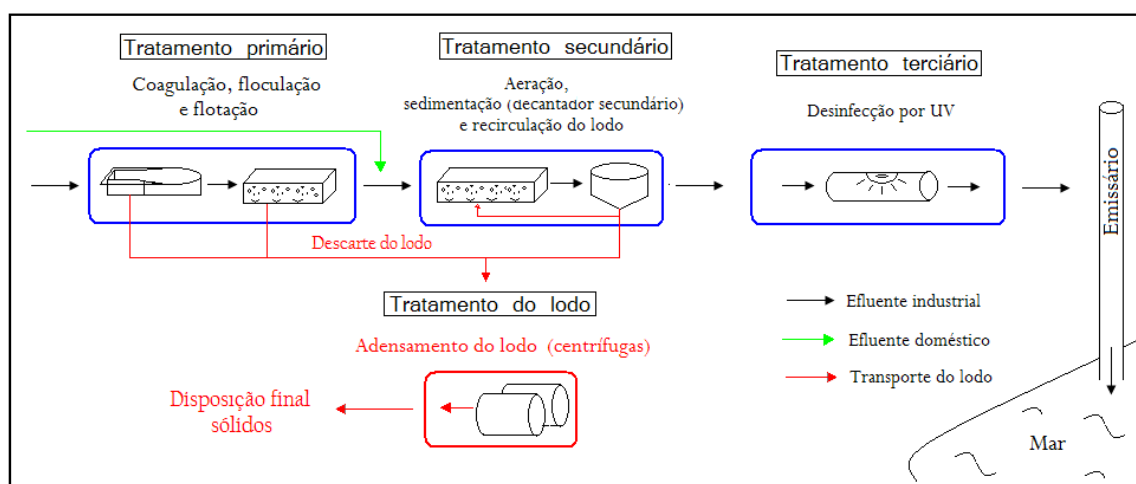 Tratamento primário
Coagulação, floculação
e flotação
Tratamento secundário
Aeração,
sedimentação (decantador secundário)
e recirculação do lodo
Tratamento terciário
Desinfecção por UV
Emissário
Descarte do lodo
Tratamento do lodo
Adensamento do lodo (centrífugas)
Disposição final
sólidos
Efluente industrial
Efluente doméstico
Transporte do lodo
Mar